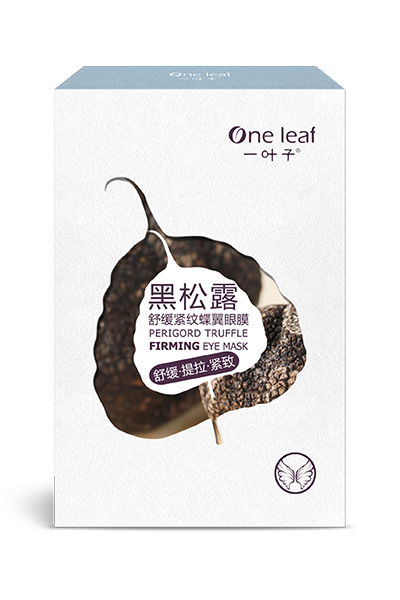 One leaf
一叶子
One leaf
一叶子®
黑松露
舒缓紧纹蝶翼眼膜
PERIGORD TRUFFLE
FIRMING EYE MASK
舒缓·提拉·紧致